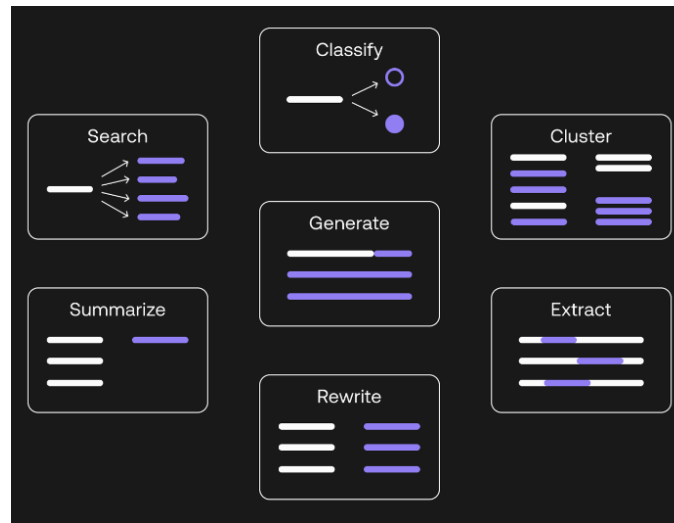 Classify
Search
Cluster
Generate
Summarize
Extract
Rewrite